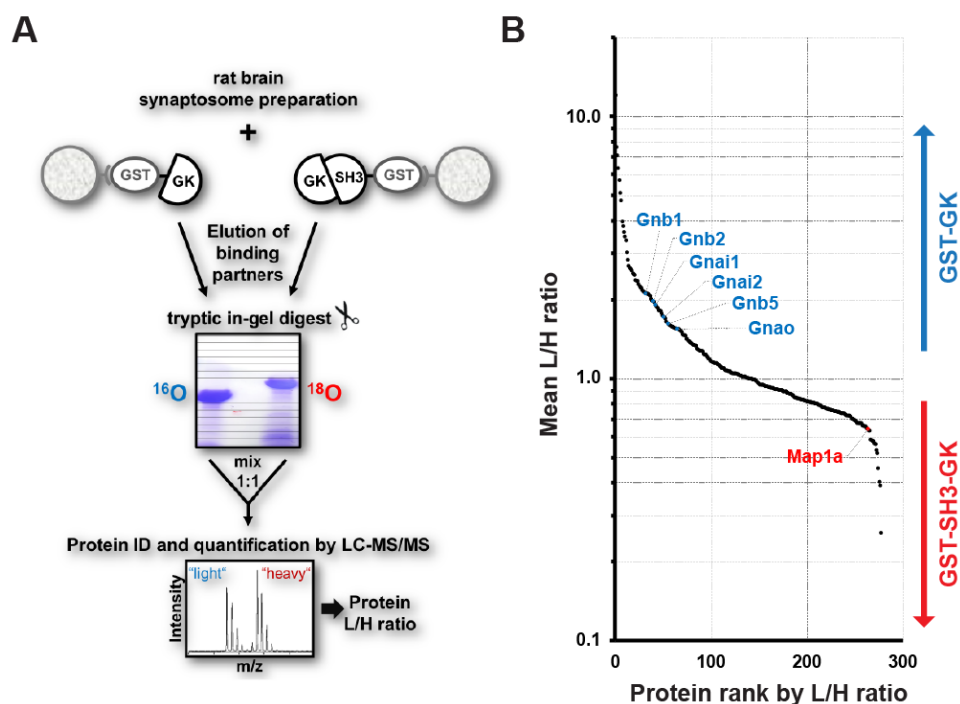 A
rat brain
synaptosome preparation
+
GST
GK
GK
SH3
GST
Elution of
binding
partners
tryptic in-gel digest
16O
18O
mix
1:1
Protein ID and quantification by LC-MS/MS
"light"
"heavy"
Intensity
m/z
Protein
L/H ratio
B
Mean L/H ratio
10.0
1.0
0.1
Gnb1
Gnb2
Gnai1
Gnai2
Gnb5
Gnao
Map1a
0
100
200
300
Protein rank by L/H ratio
GST-GK
GST-SH3-GK